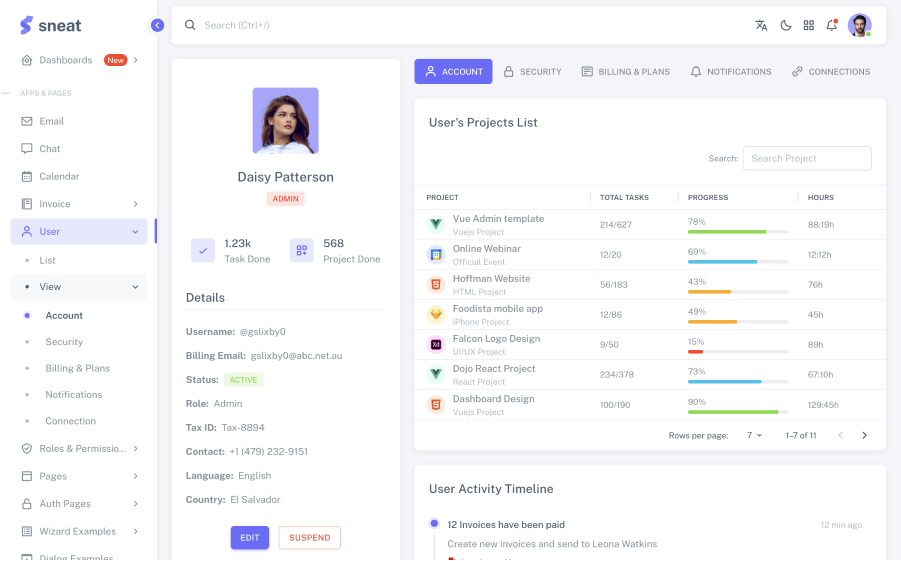 sneat
Search (Ctrl+/)
Dashboards
New
APPS & PAGES
Email
Chat
Calendar
Invoice
User
List
View
Account
Security
Billing & Plans
Notifications
Connection
Roles & Permissio...
Pages
Auth Pages
Wizard Examples
Dialog Examples
Daisy Patterson
ADMIN
1.23k
Task Done
568
Project Done
Details
Username: @gslixby0
Billing Email: gslixby0@abc.net.au
Status: ACTIVE
Role: Admin
Tax ID: Tax-8894
Contact: +1 (479) 232-9151
Language: English
Country: El Salvador
EDIT
SUSPEND
ACCOUNT
SECURITY
BILLING & PLANS
NOTIFICATIONS
CONNECTIONS
User's Projects List
Search: Search Project
PROJECT TOTAL TASKS PROGRESS HOURS
Vue Admin template
Vuejs Project
214/627
78%
88:19h
Online Webinar
Official Event
12/20
69%
12:12h
Hoffman Website
HTML Project
56/183
43%
76h
Foodista mobile app
iPhone Project
12/86
49%
45h
Falcon Logo Design
UI/UX Project
9/50
15%
89h
Xd
Dojo React Project
React Project
234/378
73%
67:10h
Dashboard Design
Vuejs Project
100/190
90%
129:45h
Rows per page: 7 1–7 of 11
User Activity Timeline
12 Invoices have been paid
12 min ago
Create new invoices and send to Leona Watkins